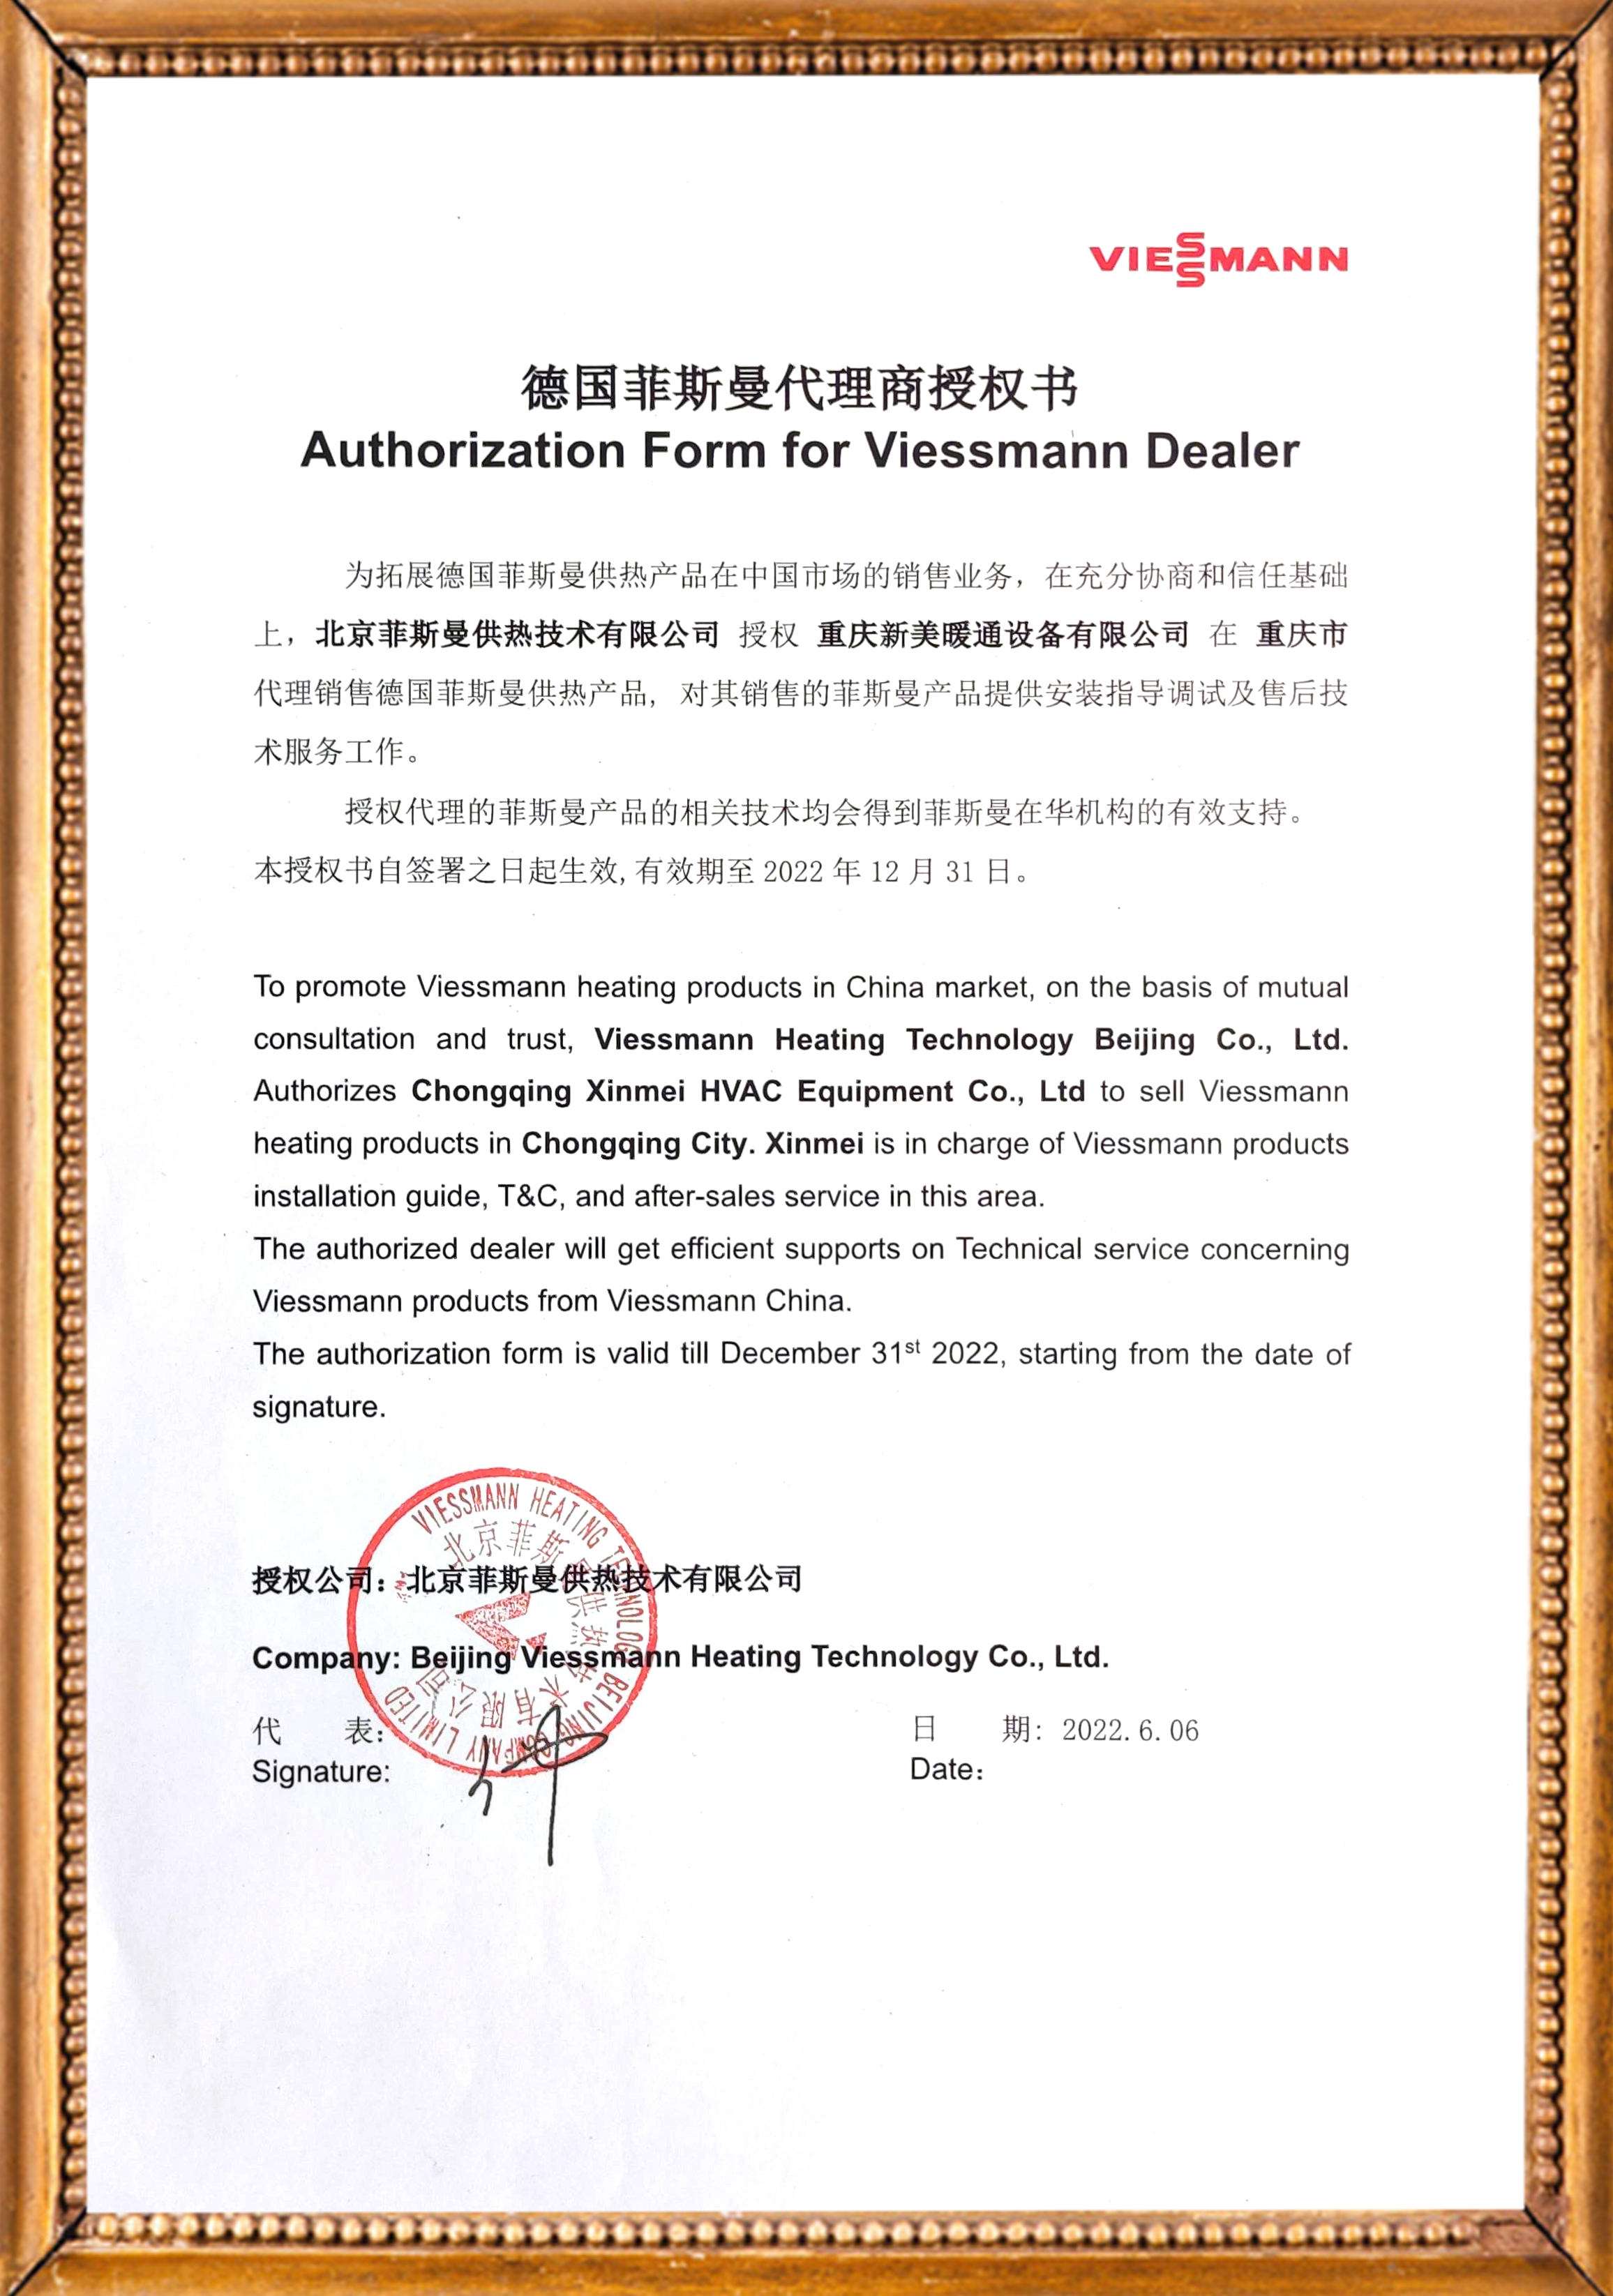 VIESSMANN
德国菲斯曼代理商授权书
Authorization Form for Viessmann Dealer
为拓展德国菲斯曼供热产品在中国市场的销售业务，在充分协商和信任基础
上，北京菲斯曼供热技术有限公司 授权 重庆新美暖通设备有限公司 在 重庆市
代理销售德国菲斯曼供热产品，对其销售的菲斯曼产品提供安装指导调试及售后技
术服务工作。
授权代理的菲斯曼产品的相关技术均会得到菲斯曼在华机构的有效支持。
本授权书自签署之日起生效,有效期至 2022 年 12 月 31 日。
To promote Viessmann heating products in China market, on the basis of mutual
consultation and trust, Viessmann Heating Technology Beijing Co., Ltd.
Authorizes Chongqing Xinmei HVAC Equipment Co., Ltd to sell Viessmann
heating products in Chongqing City. Xinmei is in charge of Viessmann products
installation guide, T&C, and after-sales service in this area.
The authorized dealer will get efficient supports on Technical service concerning
Viessmann products from Viessmann China.
The authorization form is valid till December 31st 2022, starting from the date of
signature.
VIESSMANN HEATING TECHNOLOGY BEIJING COMPANY LIMITED
北京菲斯曼供热技术有限公司
授权公司：北京菲斯曼供热技术有限公司
Company: Beijing Viessmann Heating Technology Co., Ltd.
代 表： 日 期: 2022.6.06
Signature: Date：